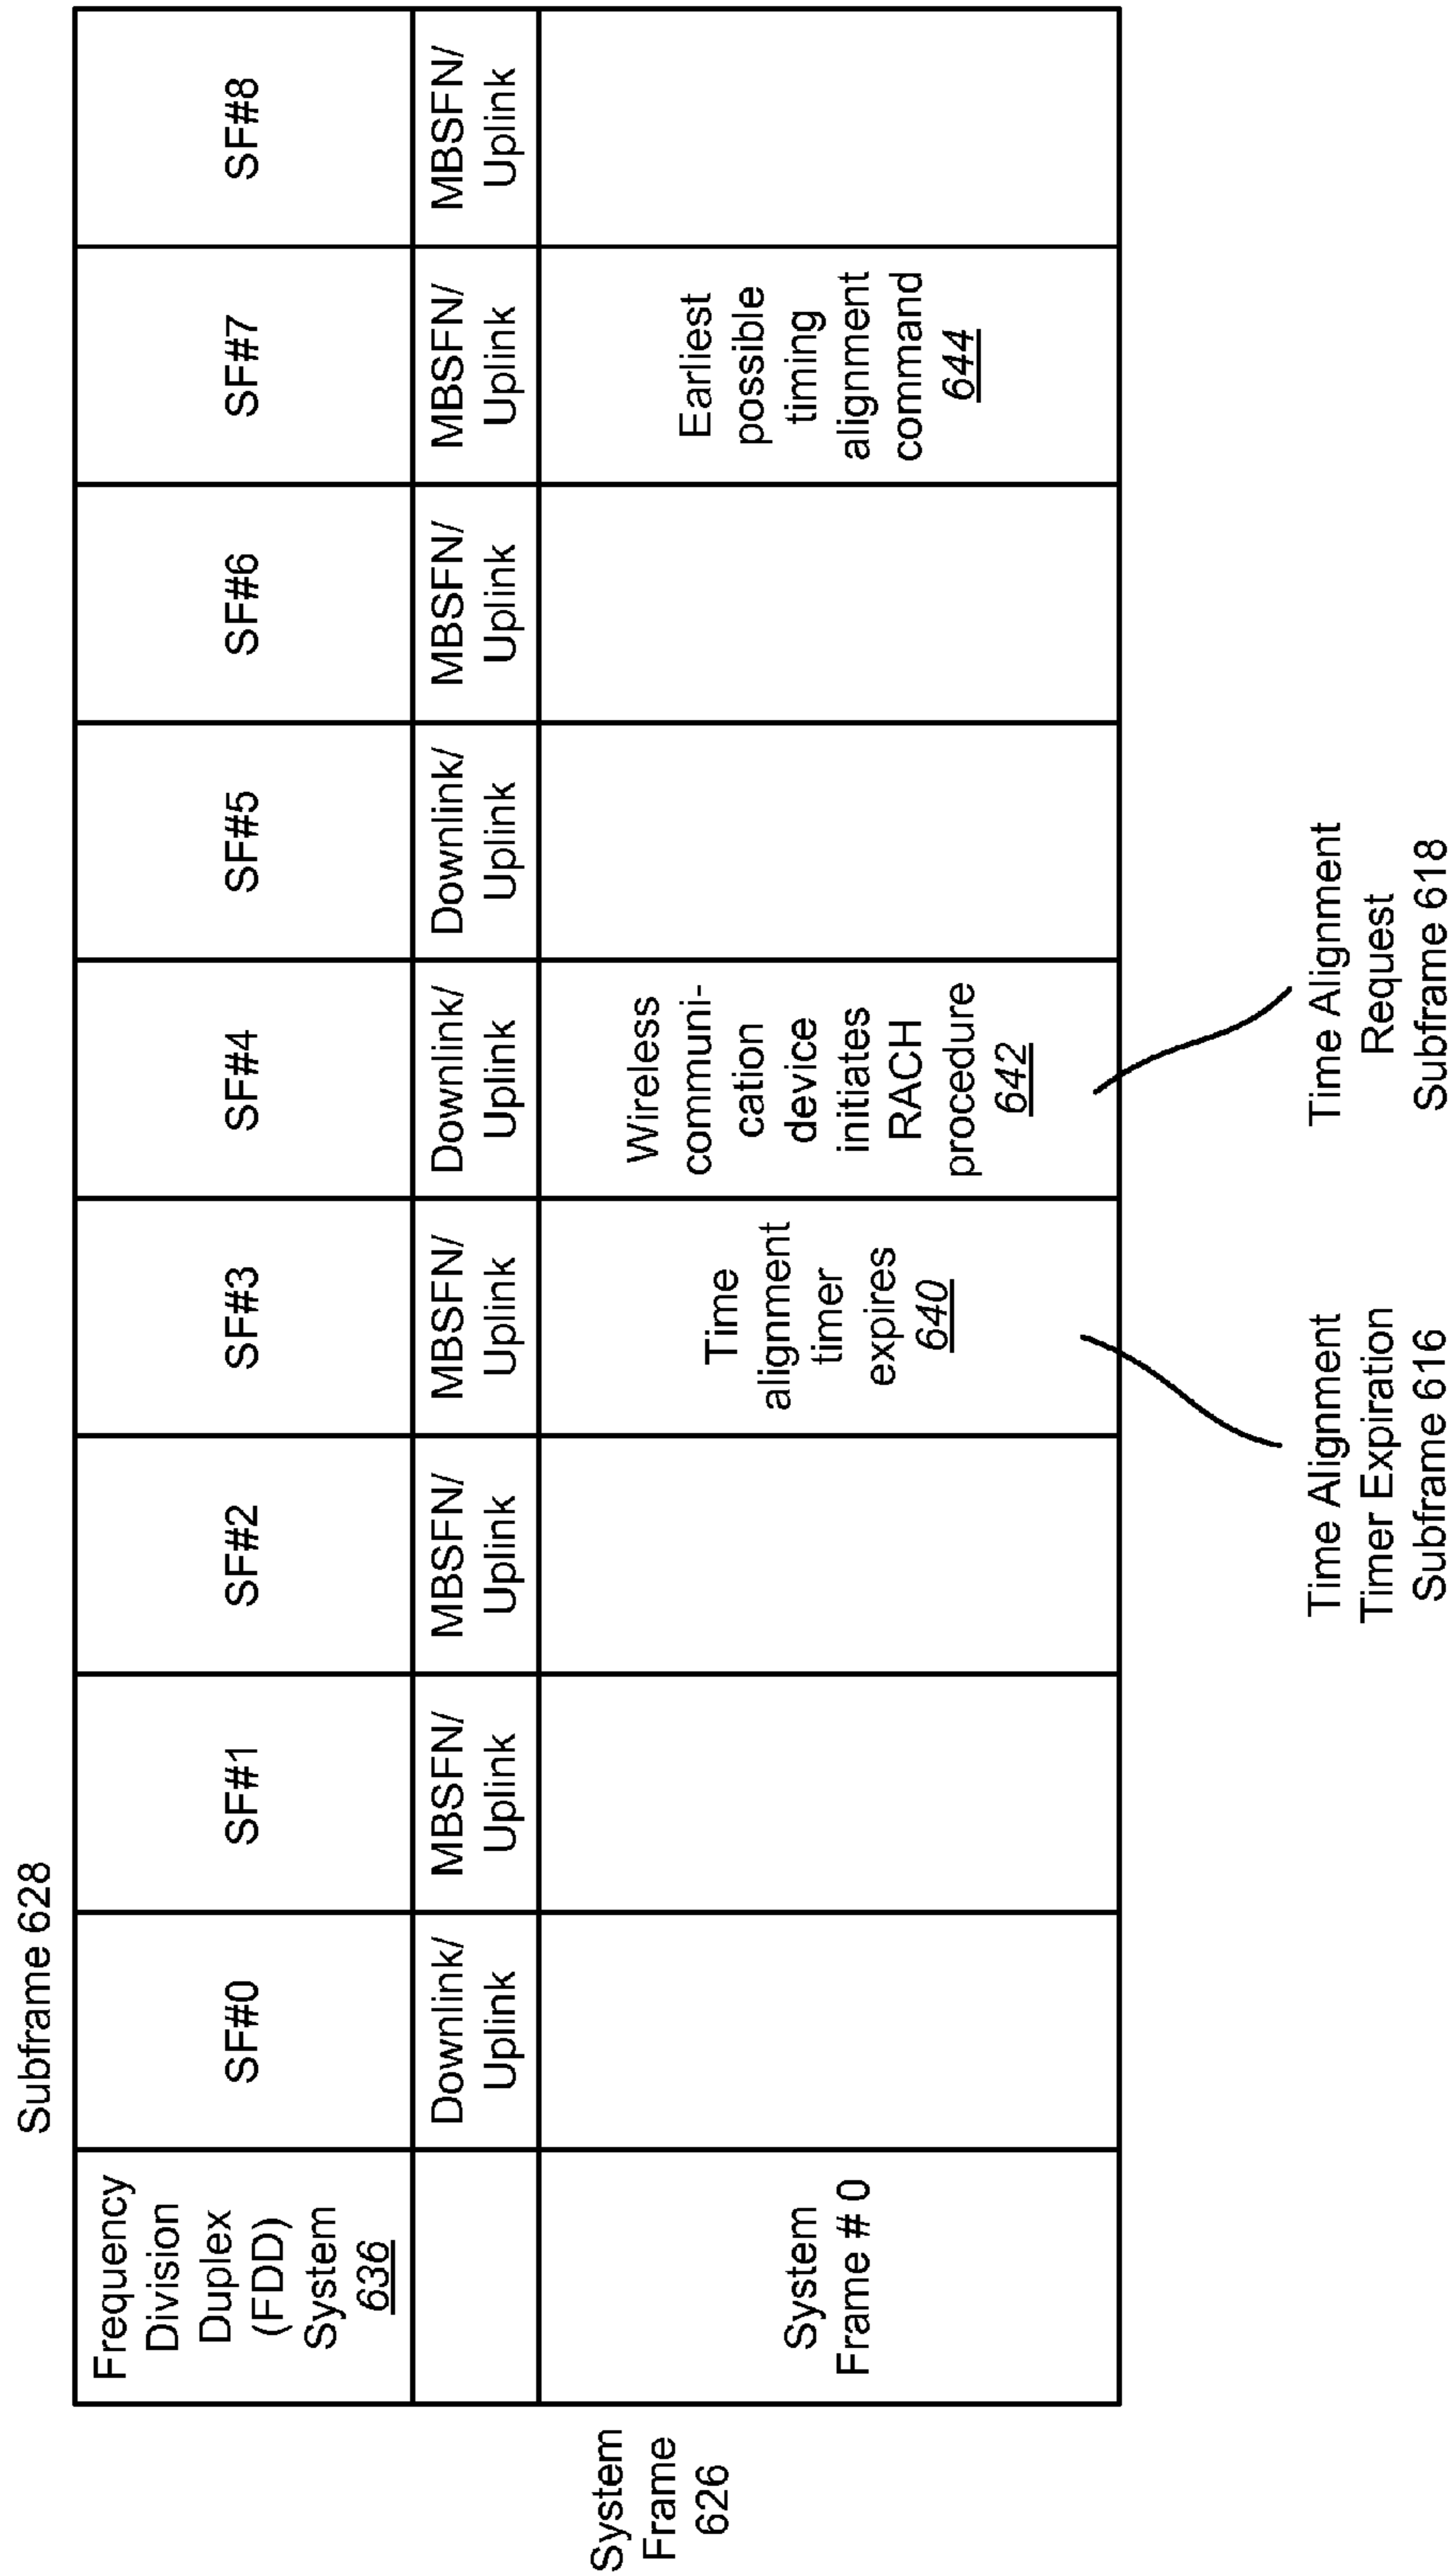 Subframe 628
Frequency
Division
Duplex
(FDD)
System
636
SF#0
SF#1
SF#2
SF#3
SF#4
SF#5
SF#6
SF#7
SF#8
Downlink/
Uplink
MBSFN/
Uplink
MBSFN/
Uplink
MBSFN/
Uplink
Downlink/
Uplink
Downlink/
Uplink
MBSFN/
Uplink
MBSFN/
Uplink
MBSFN/
Uplink
System
Frame
626
System
Frame # 0
Time
alignment
timer
expires
640
Wireless
communi-
cation
device
initiates
RACH
procedure
642
Earliest
possible
timing
alignment
command
644
Time Alignment
Timer Expiration
Subframe 616
Time Alignment
Request
Subframe 618